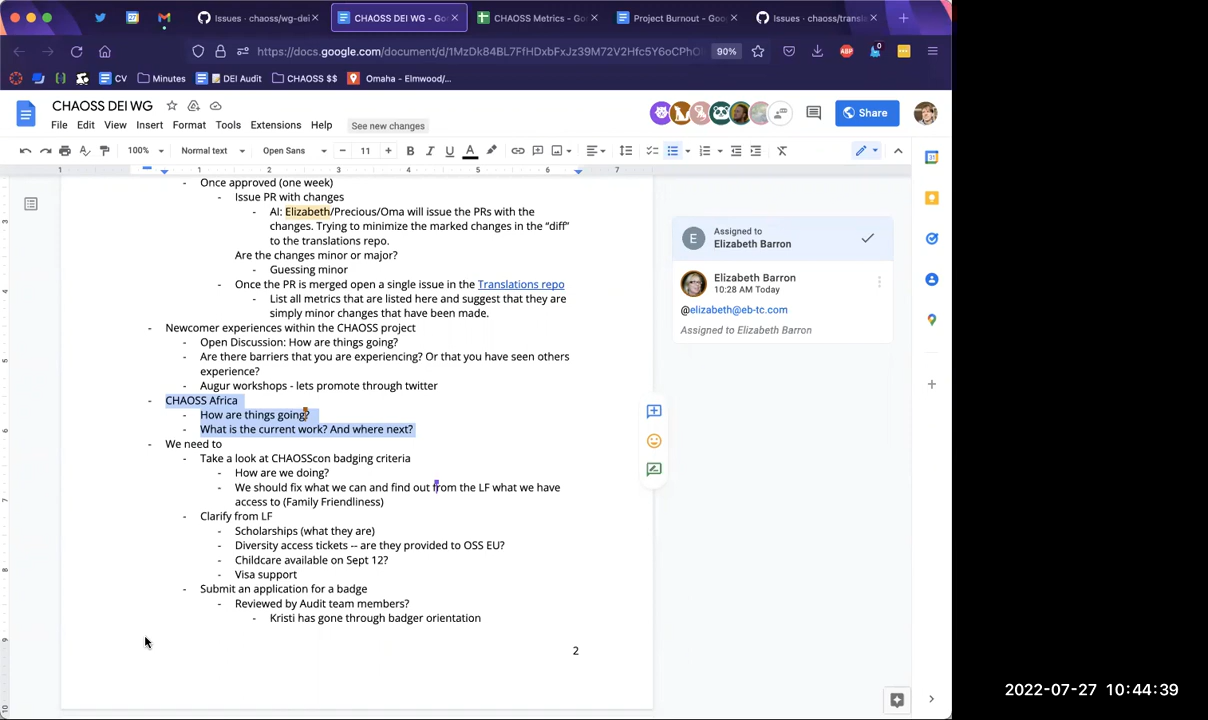 Issues · chaoss/wg-dei
CHAOSS DEI WG - Go
CHAOSS Metrics - Go
Project Burnout - Goo
Issues · chaoss/transla
https://docs.google.com/document/d/1MzDk84BL7FfHDxbFxJz39M72V2Hfc5Y6oCPhO
90%
CV
Minutes
DEI Audit
CHAOSS $$
Omaha - Elmwood/...
CHAOSS DEI WG
File Edit View Insert Format Tools Extensions Help
See new changes
Share
100%
Normal text
Open Sans
11
1 1 2 3 4 5 6 7
- Once approved (one week)
- Issue PR with changes
- AI: Elizabeth/Precious/Oma will issue the PRs with the
changes. Trying to minimize the marked changes in the “diff”
to the translations repo.
Are the changes minor or major?
- Guessing minor
- Once the PR is merged open a single issue in the Translations repo
- List all metrics that are listed here and suggest that they are
simply minor changes that have been made.
- Newcomer experiences within the CHAOSS project
- Open Discussion: How are things going?
- Are there barriers that you are experiencing? Or that you have seen others
experience?
- Augur workshops - lets promote through twitter
- CHAOSS Africa
- How are things going?
- What is the current work? And where next?
- We need to
- Take a look at CHAOSScon badging criteria
- How are we doing?
- We should fix what we can and find out from the LF what we have
access to (Family Friendliness)
- Clarify from LF
- Scholarships (what they are)
- Diversity access tickets -- are they provided to OSS EU?
- Childcare available on Sept 12?
- Visa support
- Submit an application for a badge
- Reviewed by Audit team members?
- Kristi has gone through badger orientation
2
E
Assigned to
Elizabeth Barron
Elizabeth Barron
10:28 AM Today
@elizabeth@eb-tc.com
Assigned to Elizabeth Barron
2022-07-27 10:44:39